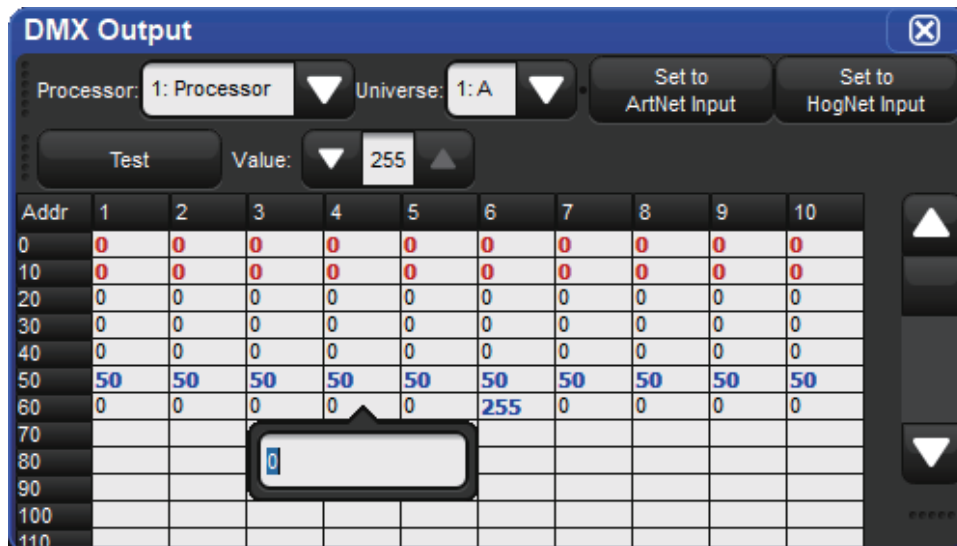 DMX Output
Processor: 1: Processor Universe: 1: A Set to ArtNet Input Set to HogNet Input
Test Value: 255
Addr 1 2 3 4 5 6 7 8 9 10
0 0 0 0 0 0 0 0 0 0 0
10 0 0 0 0 0 0 0 0 0 0
20 0 0 0 0 0 0 0 0 0 0
30 0 0 0 0 0 0 0 0 0 0
40 0 0 0 0 0 0 0 0 0 0
50 50 50 50 50 50 50 50 50 50 50
60 0 0 0 0 0 255 0 0 0 0
70
80 0
90
100
110